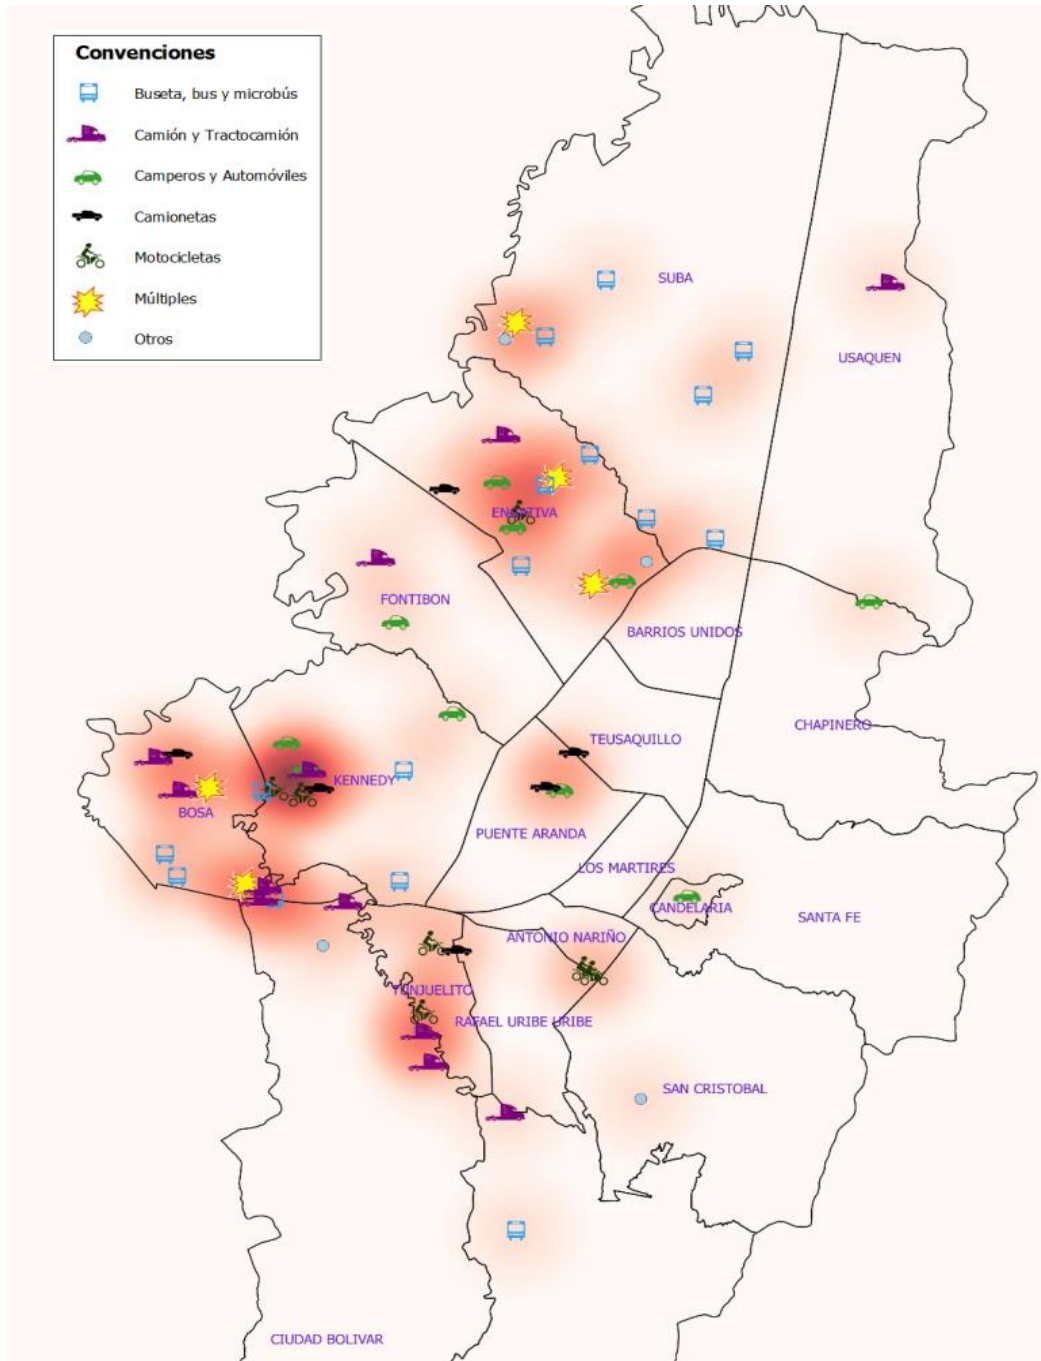 Convenciones
Buseta, bus y microbús
Camión y Tractocamión
Camperos y Automóviles
Camionetas
Motocicletas
Múltiples
Otros
SUBA
USAQUEN
ENGATIVA
FONTIBON
BARRIOS UNIDOS
CHAPINERO
TEUSAQUILLO
KENNEDY
BOSA
PUENTE ARANDA
LOS MARTIRES
CANDELARIA
SANTA FE
ANTONIO NARIÑO
TUNJUELITO
RAFAEL URIBE URIBE
SAN CRISTOBAL
CIUDAD BOLIVAR